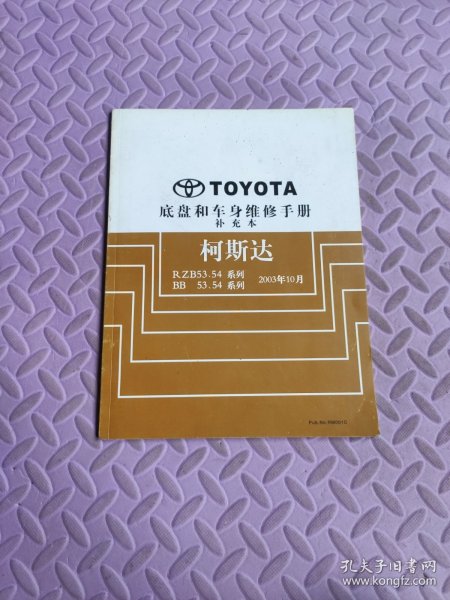 TOYOTA
底盘和车身维修手册
补充本
柯斯达
RZB53.54 系列
BB 53.54 系列
2003年10月
孔夫子旧书网
www.kongfz.com